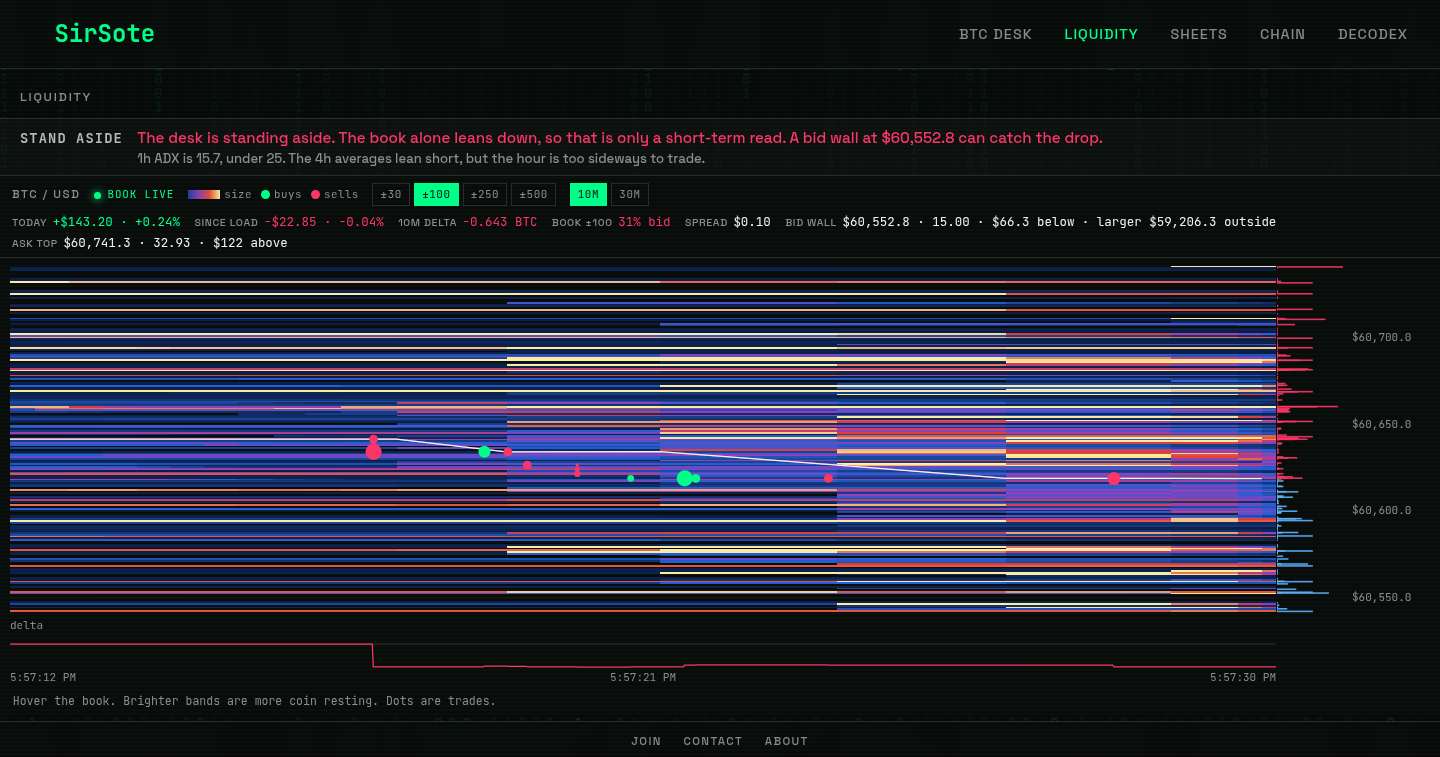 SirSote
BTC DESK LIQUIDITY SHEETS CHAIN DECODEX
LIQUIDITY
STAND ASIDE The desk is standing aside. The book alone leans down, so that is only a short-term read. A bid wall at $60,552.8 can catch the drop.
1h ADX is 15.7, under 25. The 4h averages lean short, but the hour is too sideways to trade.
BTC / USD BOOK LIVE size buys sells ±30 ±100 ±250 ±500 10M 30M
TODAY +$143.20 · +0.24% SINCE LOAD -$22.85 · -0.04% 10M DELTA -0.643 BTC BOOK ±100 31% bid SPREAD $0.10 BID WALL $60,552.8 · 15.00 · $66.3 below · larger $59,206.3 outside
ASK TOP $60,741.3 · 32.93 · $122 above
$60,700.0
$60,650.0
$60,600.0
$60,550.0
delta
5:57:12 PM 5:57:21 PM 5:57:30 PM
Hover the book. Brighter bands are more coin resting. Dots are trades.
JOIN CONTACT ABOUT